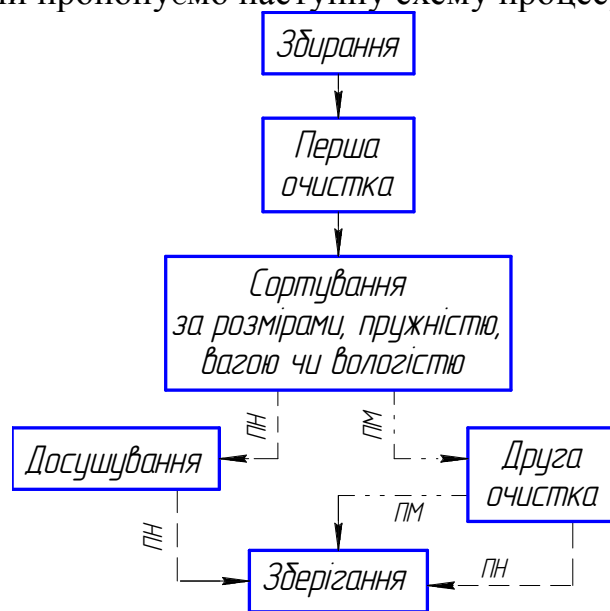 пропонуємо наступну схему процес
Збирання
Перша
очистка
Сортування
за розмірами, пружністю,
вагою чи вологістю
ПН
ПМ
Досушування
Друга
очистка
ПН
ПМ
Зберігання
ПН